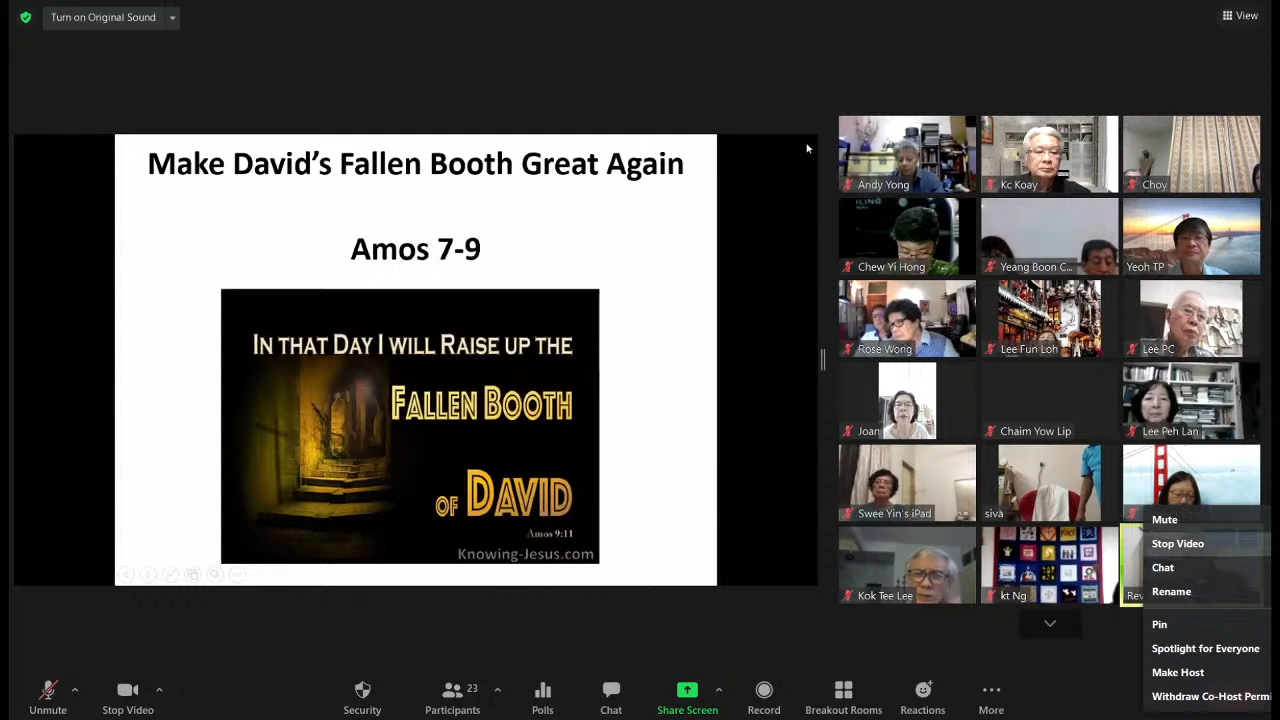 Turn on Original Sound
View
Make David's Fallen Booth Great Again
Amos 7-9
IN THAT DAY I WILL RAISE UP THE
FALLEN BOOTH
OF DAVID
Amos 9:11
Knowing-Jesus.com
Andy Yong
Kc Koay
Choy
Chew Yi Hong
Yeang Boon C...
Yeoh TP
Rose Wong
Lee Fun Loh
Lee PC
Joan
Chaim Yow Lip
Lee Peh Lan
Swee Yin's iPad
siva
Kok Tee Lee
kt Ng
Rev
Mute
Stop Video
Chat
Rename
Pin
Spotlight for Everyone
Make Host
Withdraw Co-Host Permi
Unmute
Stop Video
Security
Participants
23
Polls
Chat
Share Screen
Record
Breakout Rooms
Reactions
More